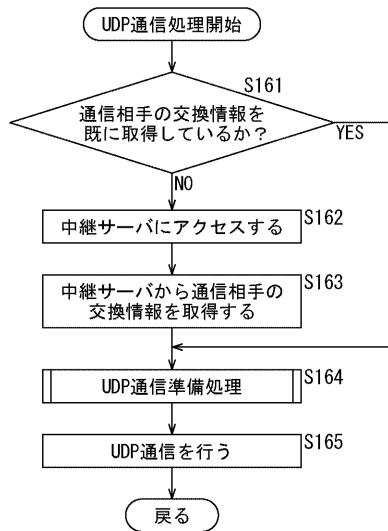 UDP通信処理開始
S161
通信相手の交換情報を
既に取得しているか？
YES
NO
中継サーバにアクセスする
S162
中継サーバから通信相手の
交換情報を取得する
S163
UDP通信準備処理
S164
UDP通信を行う
S165
戻る